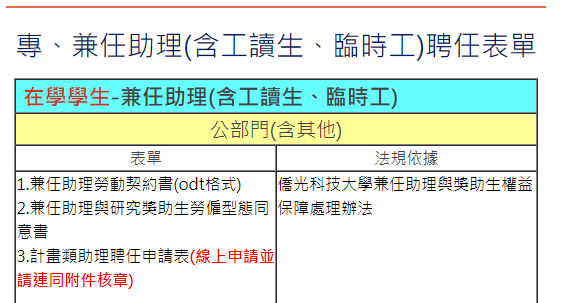 專、兼任助理(含工讀生、臨時工)聘任表單
在學學生-兼任助理(含工讀生、臨時工)
公部門(含其他)
表單
法規依據
1.兼任助理勞動契約書(odt格式)
2.兼任助理與研究獎助生勞僱型態同
意書
3.計畫類助理聘任申請表(線上申請並
請連同附件核章)
僑光科技大學兼任助理與獎助生權益
保障處理辦法